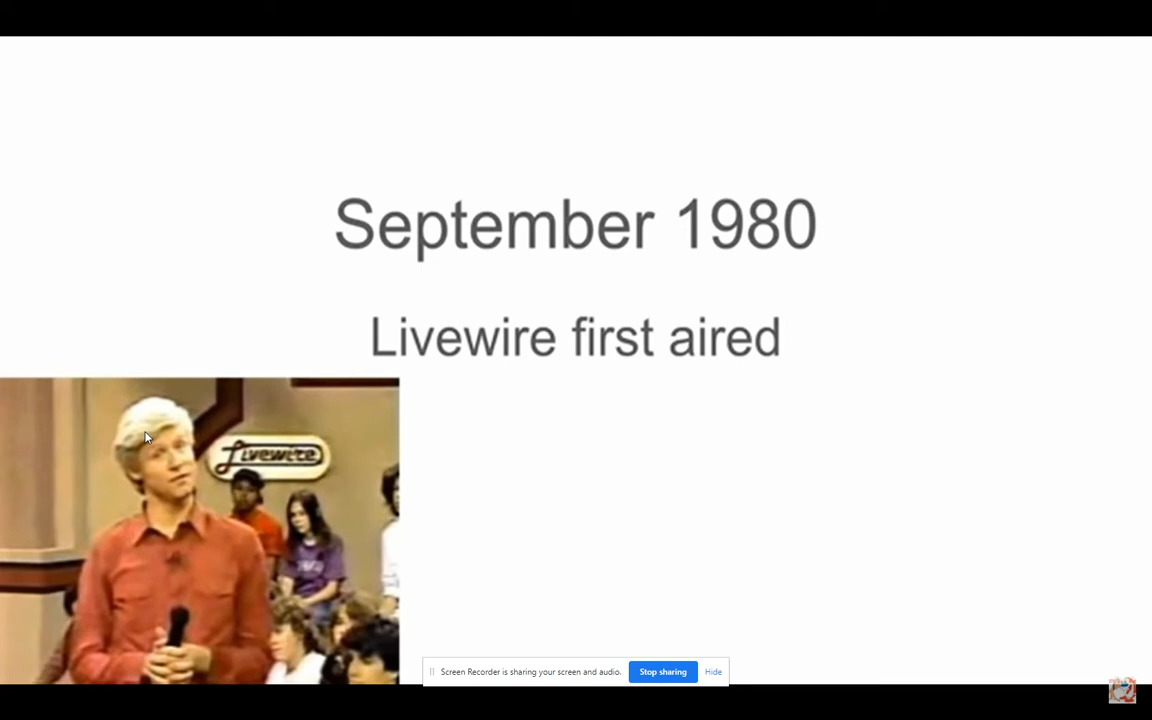 September 1980
Livewire first aired
Livewire
Screen Recorder is sharing your screen and audio.
Stop sharing
Hide